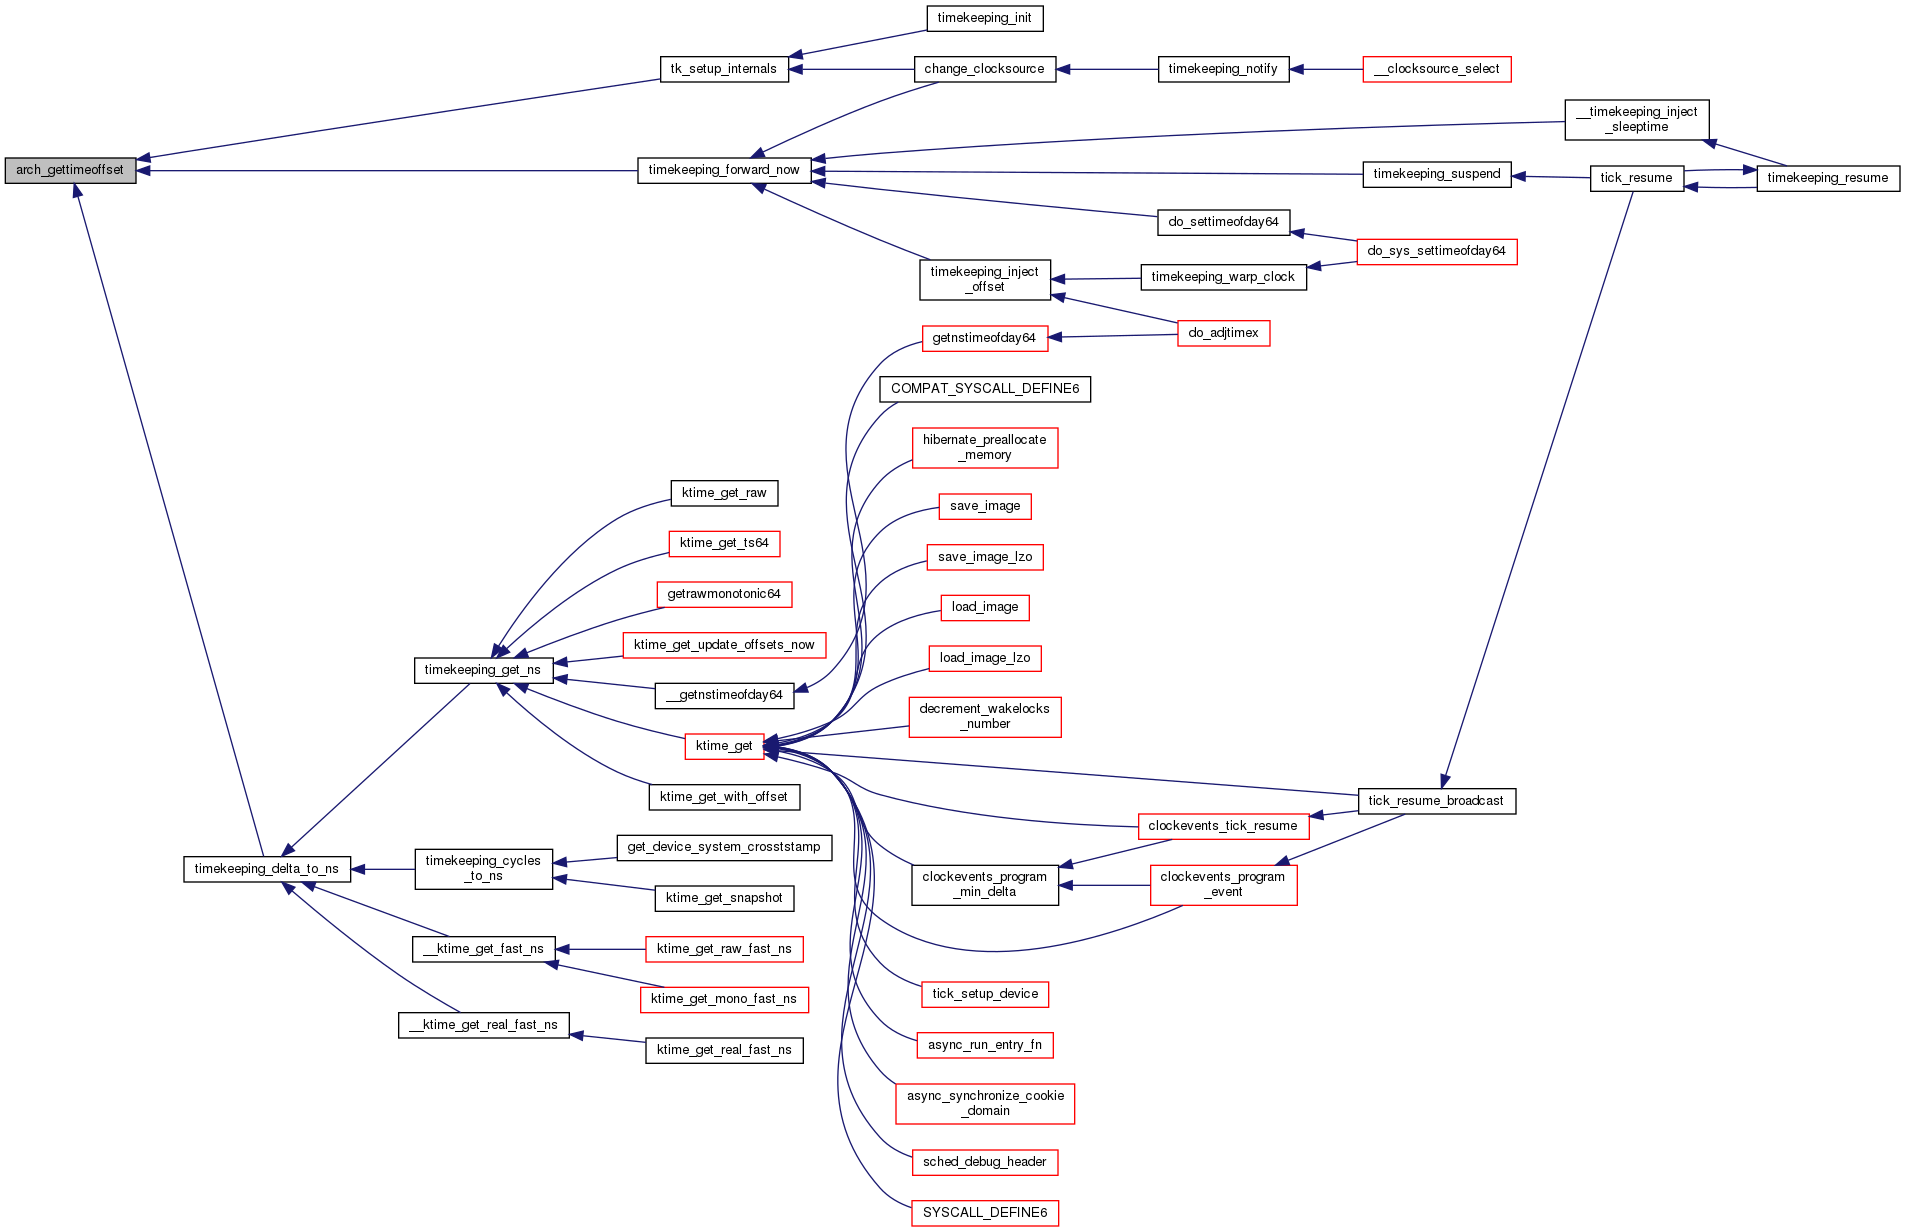 timekeeping_init
tk_setup_internals
change_clocksource
timekeeping_notify
__clocksource_select
__timekeeping_inject
_sleeptime
arch_gettimeoffset
timekeeping_forward_now
timekeeping_suspend
tick_resume
timekeeping_resume
do_settimeofday64
do_sys_settimeofday64
timekeeping_inject
_offset
timekeeping_warp_clock
getnstimeofday64
do_adjtimex
COMPAT_SYSCALL_DEFINE6
hibernate_preallocate
_memory
ktime_get_raw
save_image
ktime_get_ts64
save_image_lzo
getrawmonotonic64
load_image
ktime_get_update_offsets_now
load_image_lzo
timekeeping_get_ns
__getnstimeofday64
decrement_wakelocks
_number
ktime_get
ktime_get_with_offset
tick_resume_broadcast
clockevents_tick_resume
get_device_system_crosststamp
timekeeping_delta_to_ns
timekeeping_cycles
_to_ns
clockevents_program
_min_delta
clockevents_program
_event
ktime_get_snapshot
__ktime_get_fast_ns
ktime_get_raw_fast_ns
tick_setup_device
ktime_get_mono_fast_ns
__ktime_get_real_fast_ns
ktime_get_real_fast_ns
async_run_entry_fn
async_synchronize_cookie
_domain
sched_debug_header
SYSCALL_DEFINE6